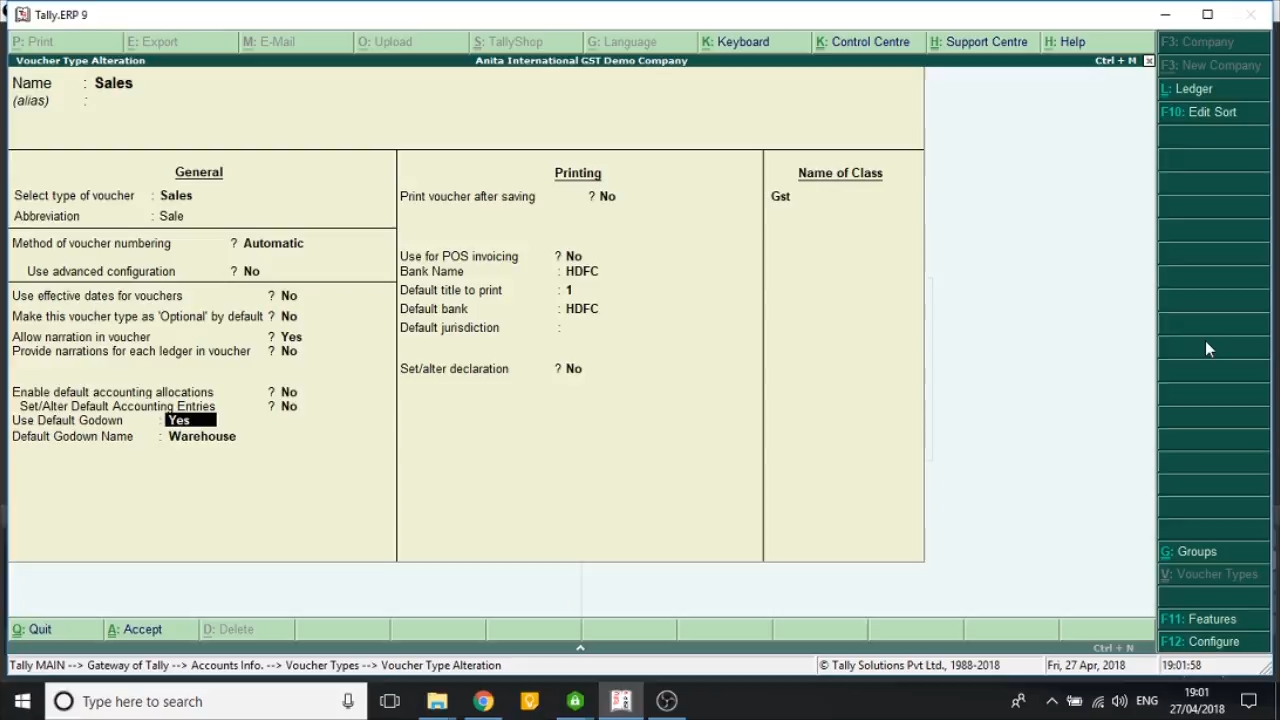 Tally.ERP 9
P: Print E: Export M: E-Mail O: Upload S: TallyShop G: Language K: Keyboard K: Control Centre H: Support Centre H: Help
F3: Company
Voucher Type Alteration Anita International GST Demo Company Ctrl + M
F3: New Company
Name : Sales
L: Ledger
(alias) :
F10: Edit Sort
General
Select type of voucher : Sales
Abbreviation : Sale
Method of voucher numbering ? Automatic
Use advanced configuration ? No
Use effective dates for vouchers ? No
Make this voucher type as 'Optional' by default ? No
Allow narration in voucher ? Yes
Provide narrations for each ledger in voucher ? No
Enable default accounting allocations ? No
Set/Alter Default Accounting Entries ? No
Use Default Godown : Yes
Default Godown Name : Warehouse
Printing
Print voucher after saving ? No
Use for POS invoicing ? No
Bank Name : HDFC
Default title to print : 1
Default bank : HDFC
Default jurisdiction :
Set/alter declaration ? No
Name of Class
Gst
G: Groups
V: Voucher Types
F11: Features
F12: Configure
Q: Quit A: Accept D: Delete
Ctrl + N
Tally MAIN --> Gateway of Tally --> Accounts Info. --> Voucher Types --> Voucher Type Alteration © Tally Solutions Pvt Ltd., 1988-2018 Fri, 27 Apr, 2018 19:01:58
Type here to search
ENG
19:01
27/04/2018